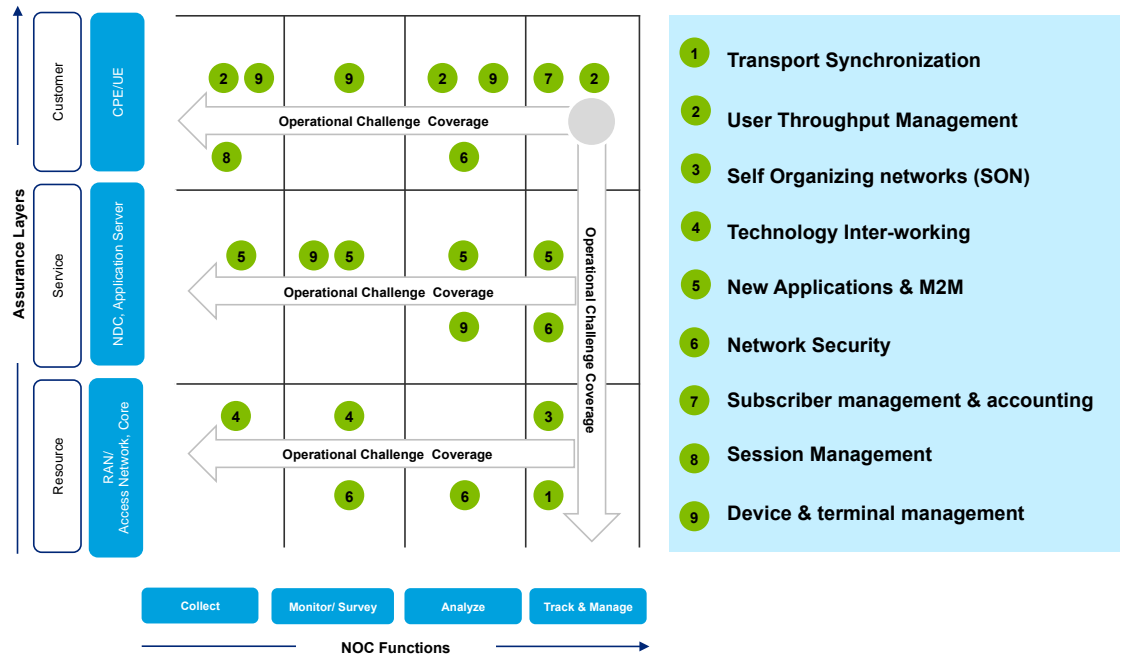 Assurance Layers
Customer
CPE/UE
2 9 9 2 9 7 2
Operational Challenge Coverage
8 6
Service
NDC, Application Server
5 9 5 5 5
Operational Challenge Coverage
9 6
Operational Challenge Coverage
Resource
RAN/
Access Network, Core
4 4 3
Operational Challenge Coverage
6 6 1
Collect
Monitor/ Survey
Analyze
Track & Manage
NOC Functions
1 Transport Synchronization
2 User Throughput Management
3 Self Organizing networks (SON)
4 Technology Inter-working
5 New Applications & M2M
6 Network Security
7 Subscriber management & accounting
8 Session Management
9 Device & terminal management